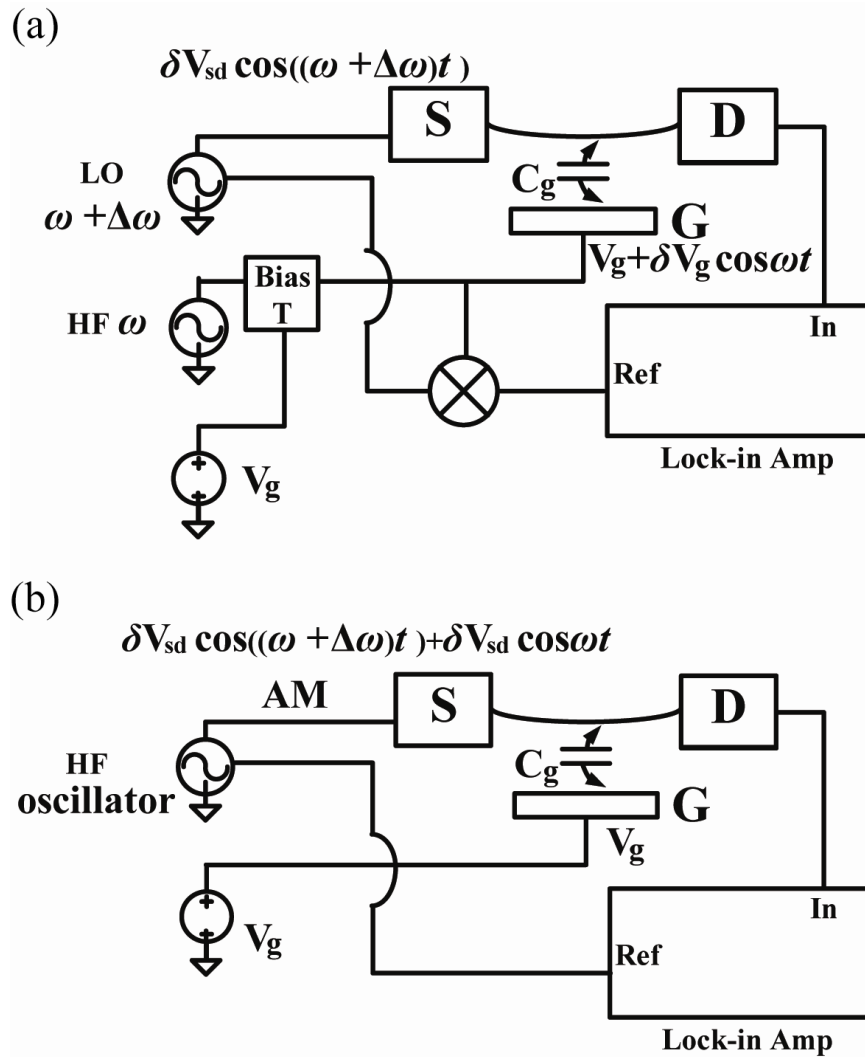 (a)
δVsd cos((ω + Δω)t )
S
D
LO
ω + Δω
Cg
G
Vg+δVg cosωt
Bias
T
HF ω
In
Ref
Vg
Lock-in Amp
(b)
δVsd cos((ω + Δω)t )+δVsd cosωt
AM
S
D
HF
oscillator
Cg
G
Vg
Vg
In
Ref
Lock-in Amp